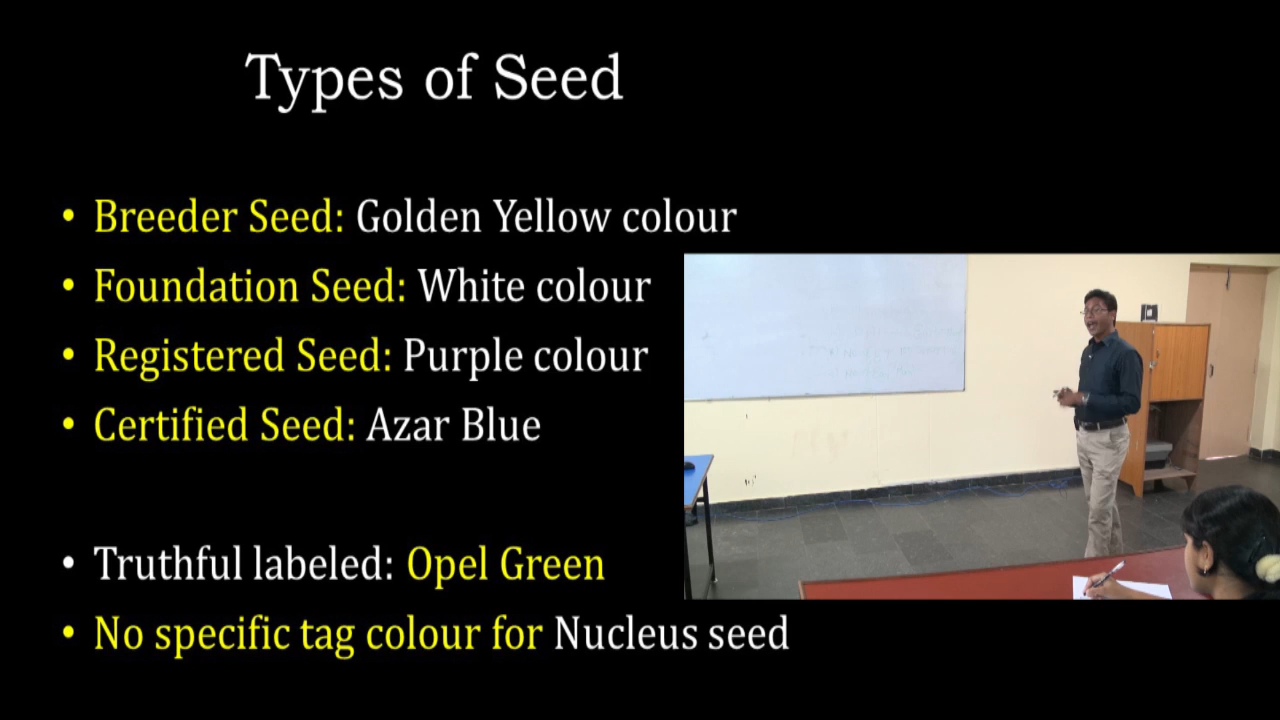 Types of Seed
• Breeder Seed: Golden Yellow colour
• Foundation Seed: White colour
• Registered Seed: Purple colour
• Certified Seed: Azar Blue
• Truthful labeled: Opel Green
• No specific tag colour for Nucleus seed